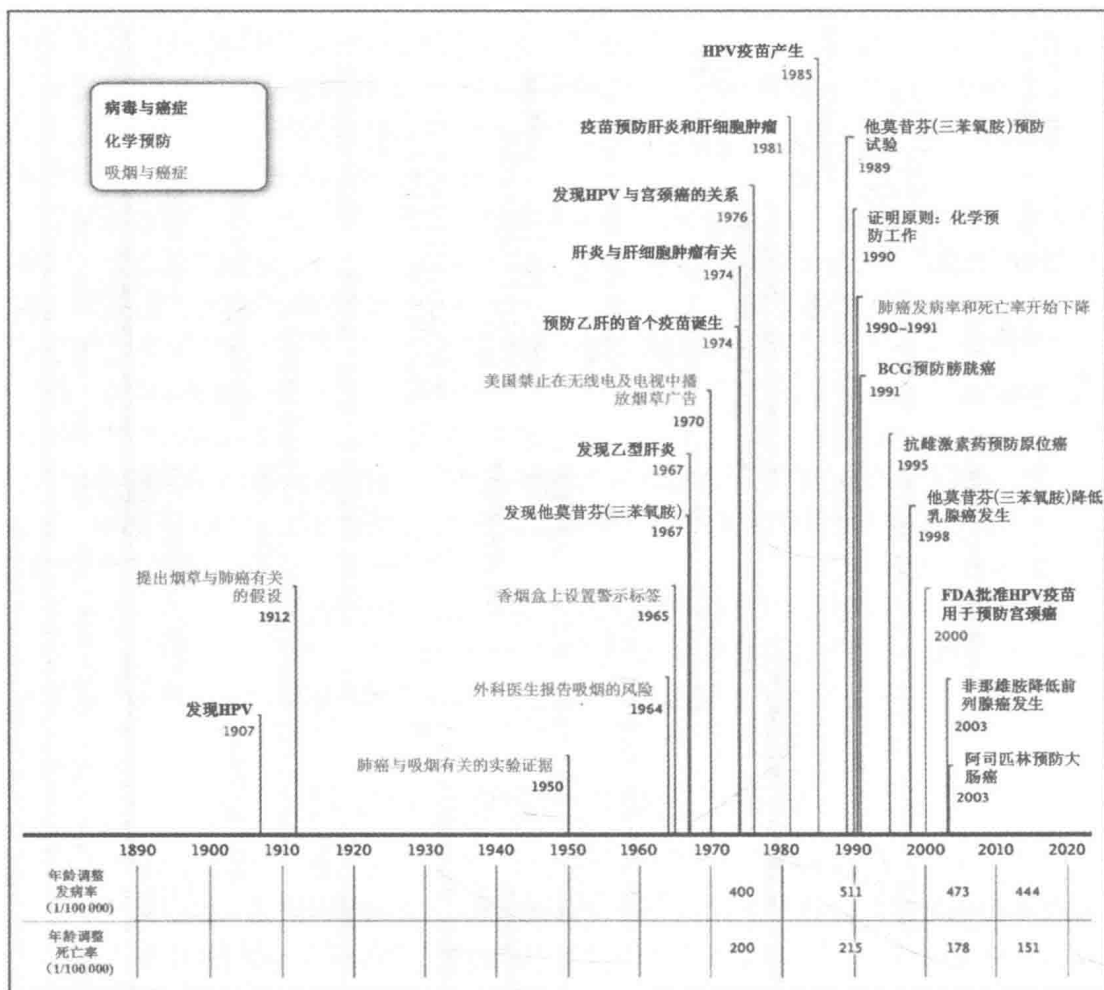 病毒与癌症
化学预防
吸烟与癌症
HPV疫苗产生
1985
疫苗预防肝炎和肝细胞肿瘤
1981
发现HPV与宫颈癌的关系
1976
肝炎与肝细胞肿瘤有关
1974
预防乙肝的首个疫苗诞生
1974
美国禁止在无线电及电视中播
放烟草广告
1970
发现乙型肝炎
1967
发现他莫昔芬(三苯氧胺)
1967
香烟盒上设置警示标签
1965
外科医生报告吸烟的风险
1964
肺癌与吸烟有关的实验证据
1950
提出烟草与肺癌有关
的假设
1912
发现HPV
1907
他莫昔芬(三苯氧胺)预防
试验
1989
证明原则：化学预
防工作
1990
肺癌发病率和死亡率开始下降
1990~1991
BCG预防膀胱癌
1991
抗雌激素药预防原位癌
1995
他莫昔芬(三苯氧胺)降低
乳腺癌发生
1998
FDA批准HPV疫苗
用于预防宫颈癌
2000
非那雄胺降低前
列腺癌发生
2003
阿司匹林预防大
肠癌
2003
1890 1900 1910 1920 1930 1940 1950 1960 1970 1980 1990 2000 2010 2020
年龄调整
发病率
(1/100 000)
400 511 473 444
年龄调整
死亡率
(1/100 000)
200 215 178 151